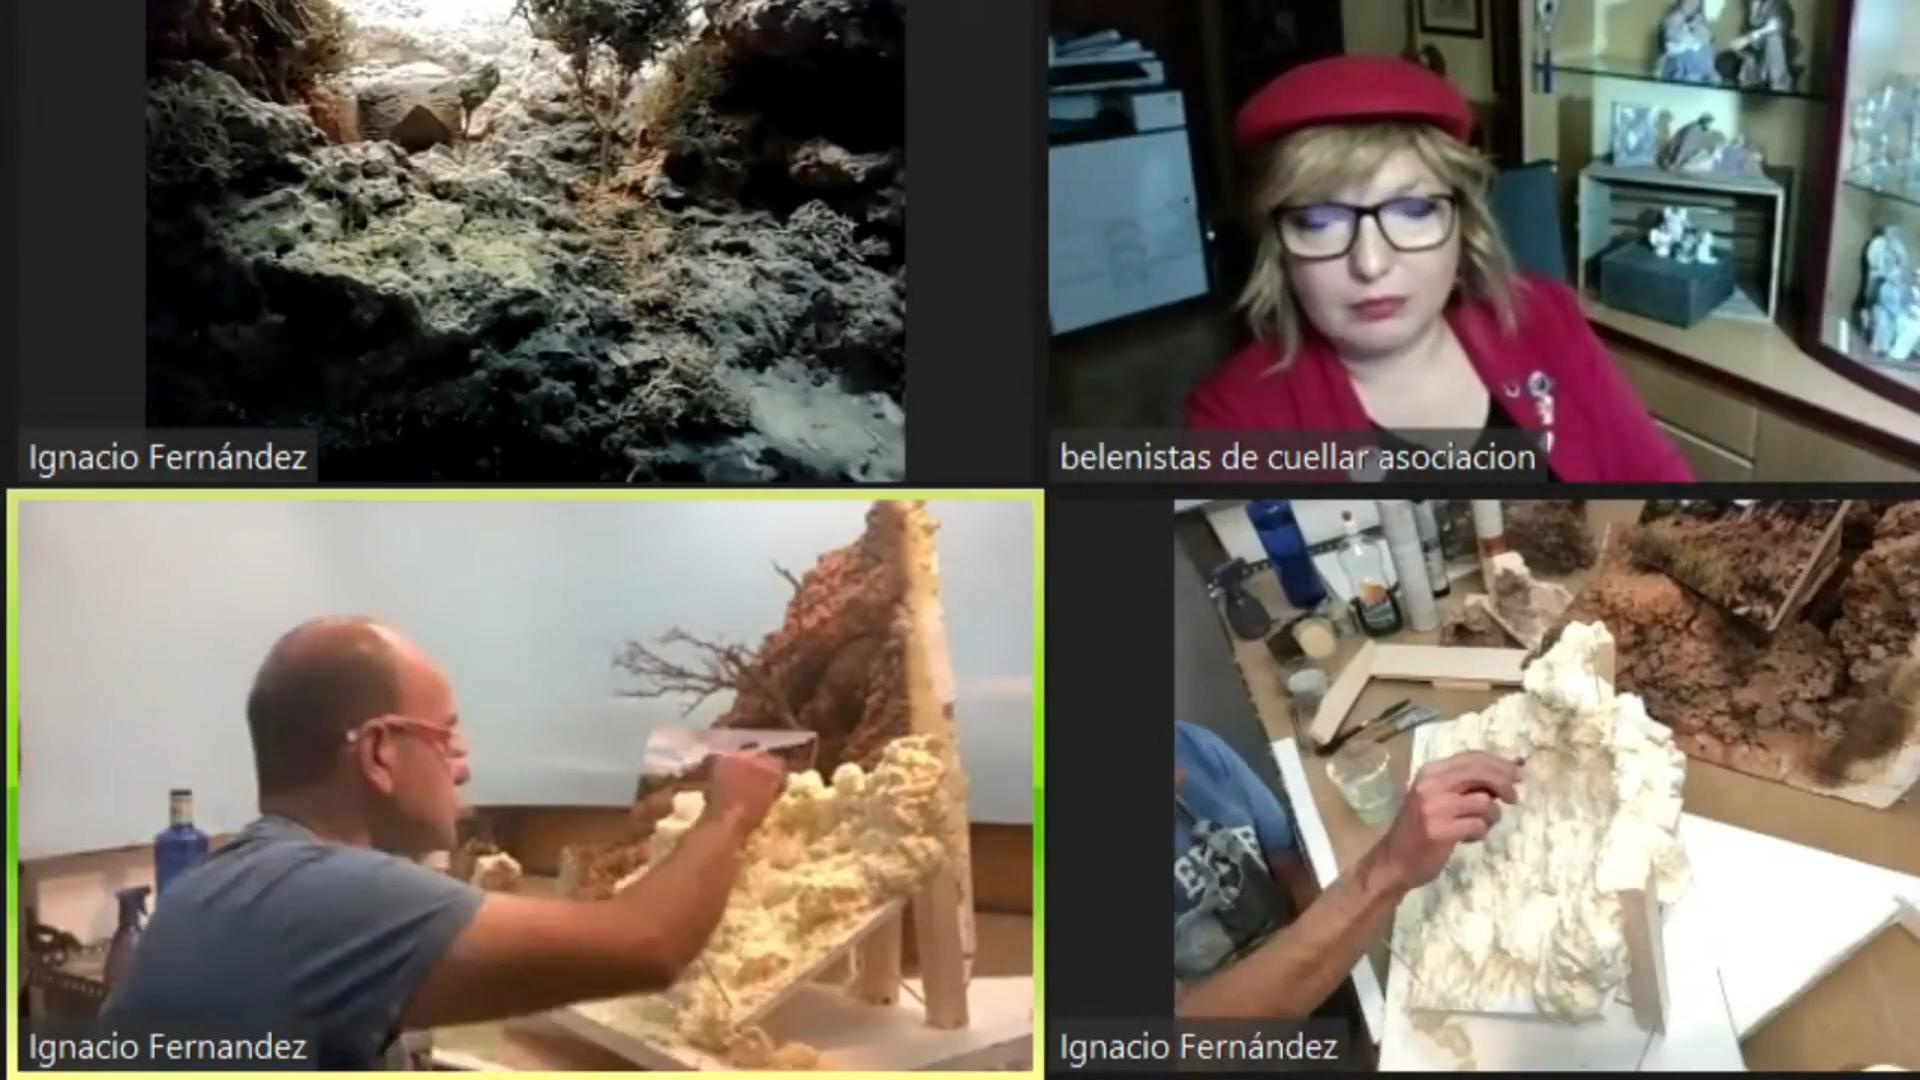 Ignacio Fernández
belenistas de cuellar asociacion
Ignacio Fernandez
Ignacio Fernández